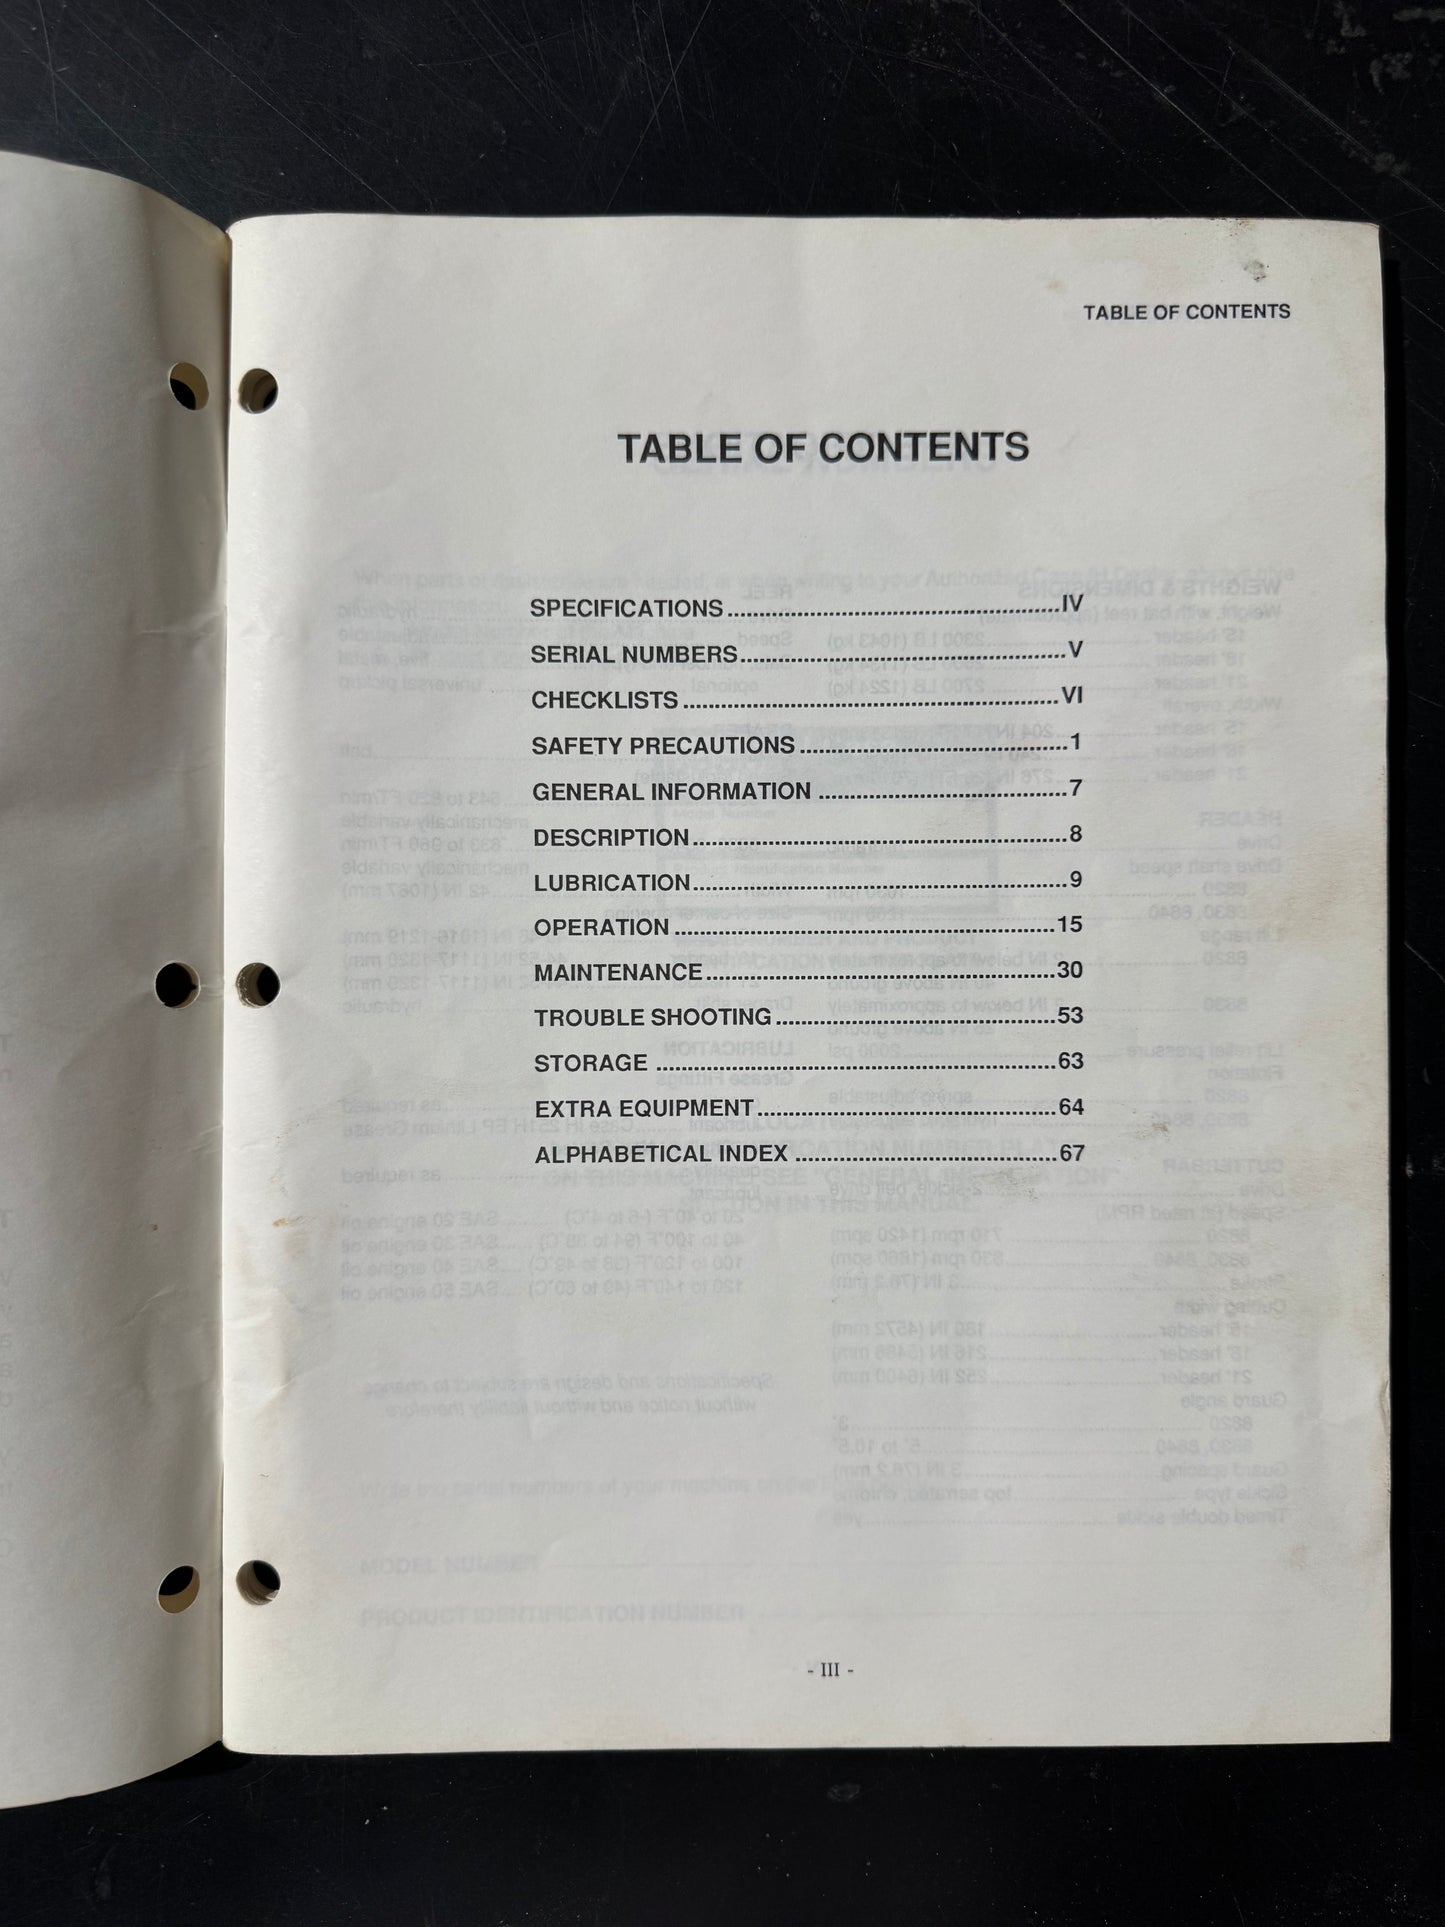 TABLE OF CONTENTS
TABLE OF CONTENTS
SPECIFICATIONS ........ IV
SERIAL NUMBERS ........ V
CHECKLISTS ........ VI
SAFETY PRECAUTIONS ........ 1
GENERAL INFORMATION ........ 7
DESCRIPTION ........ 8
LUBRICATION ........ 9
OPERATION ........ 15
MAINTENANCE ........ 30
TROUBLE SHOOTING ........ 53
STORAGE ........ 63
EXTRA EQUIPMENT ........ 64
ALPHABETICAL INDEX ........ 67
- III -